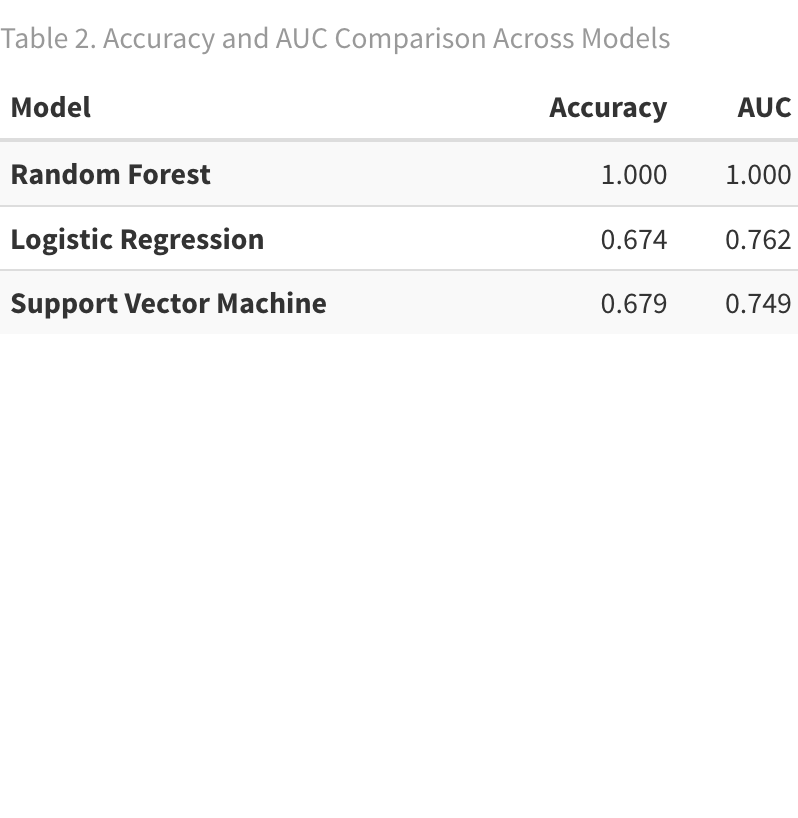 Table 2. Accuracy and AUC Comparison Across Models
Model Accuracy AUC
Random Forest 1.000 1.000
Logistic Regression 0.674 0.762
Support Vector Machine 0.679 0.749